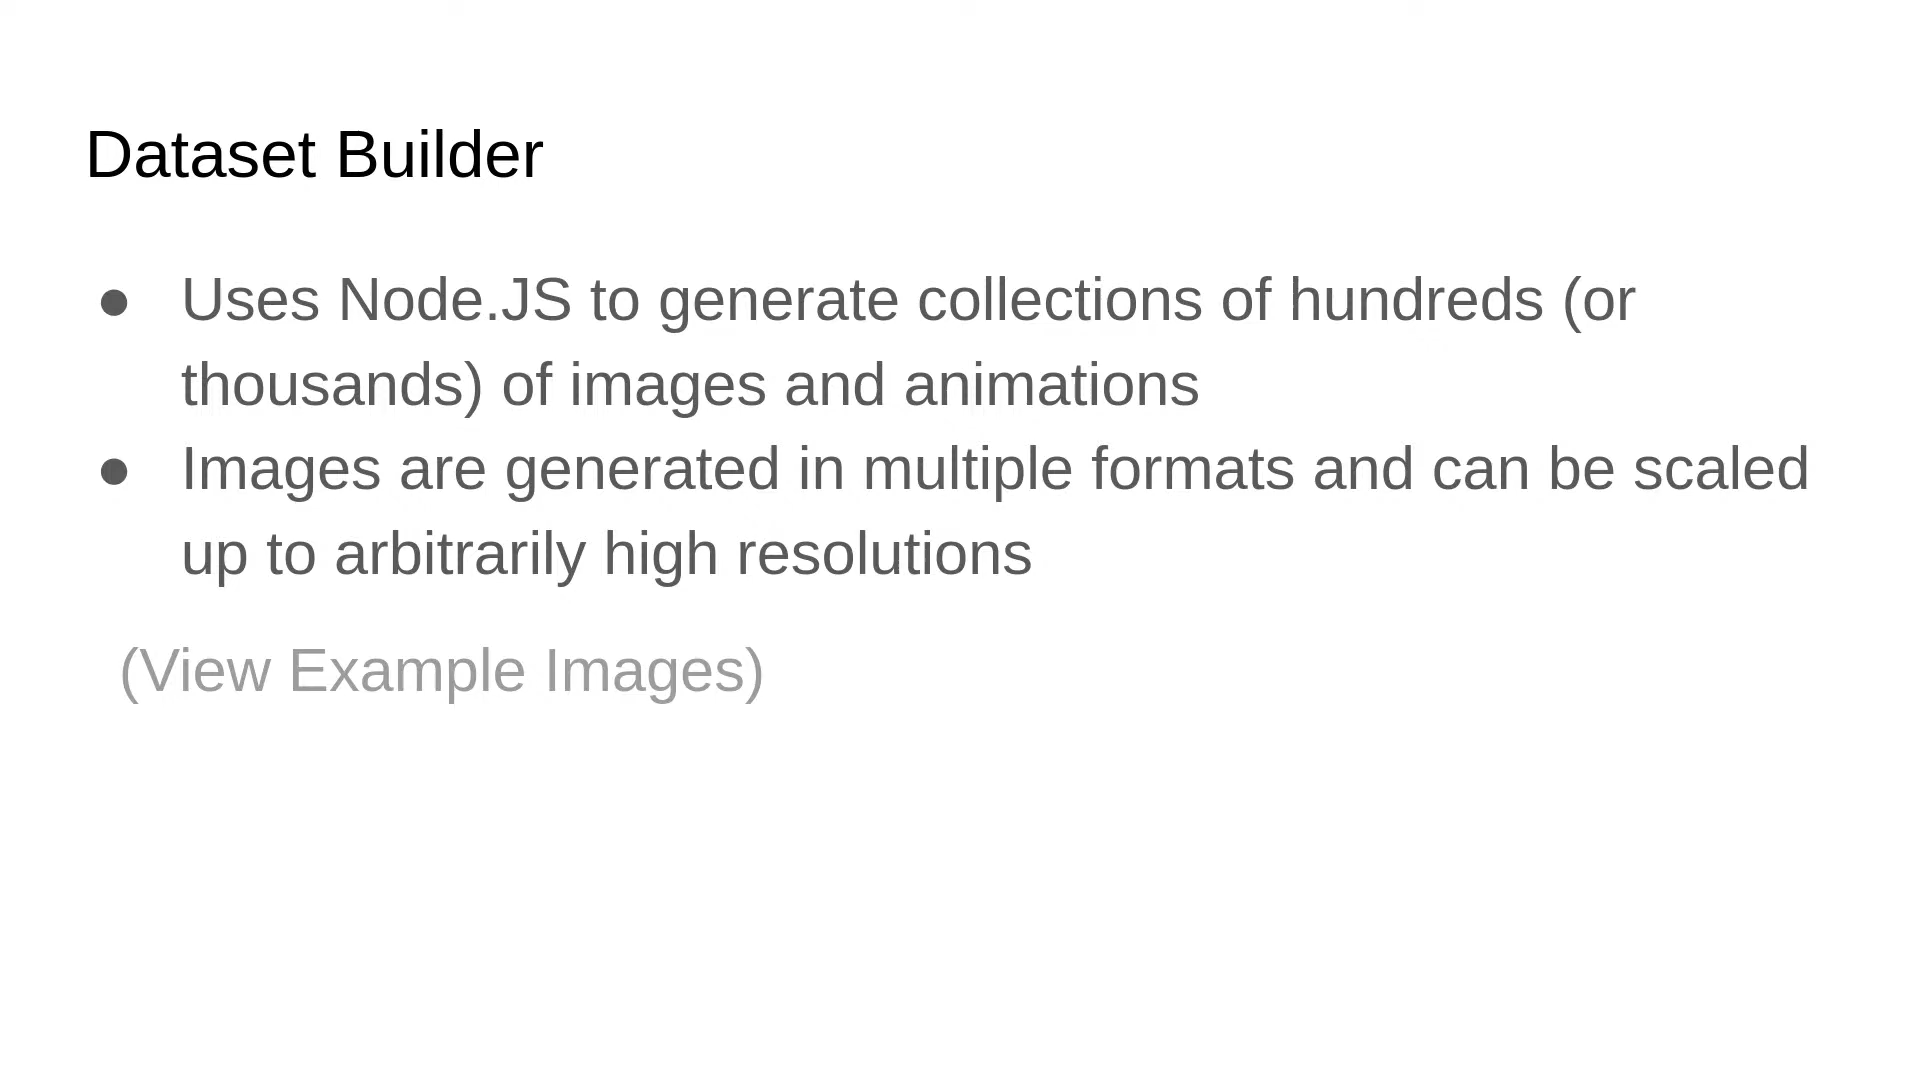 Dataset Builder
● Uses Node.JS to generate collections of hundreds (or
thousands) of images and animations
● Images are generated in multiple formats and can be scaled
up to arbitrarily high resolutions
(View Example Images)